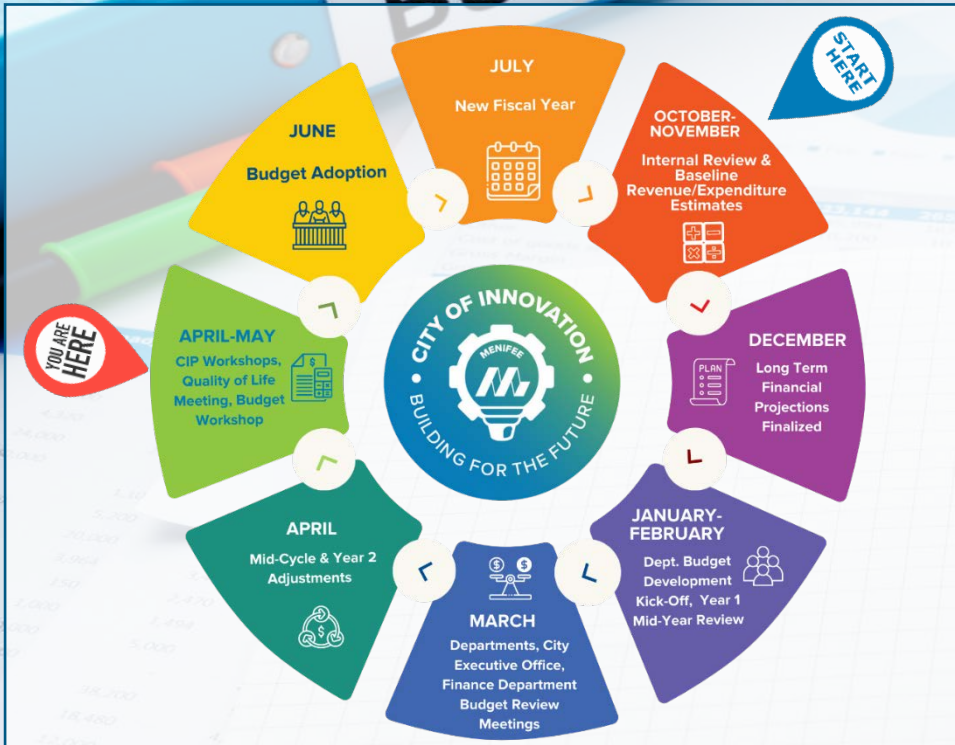 START
HERE
JULY
New Fiscal Year
OCTOBER-
NOVEMBER
Internal Review &
Baseline
Revenue/Expenditure
Estimates
DECEMBER
PLAN
Long Term
Financial
Projections
Finalized
JANUARY-
FEBRUARY
Dept. Budget
Development
Kick-Off, Year 1
Mid-Year Review
MARCH
Departments, City
Executive Office,
Finance Department
Budget Review
Meetings
APRIL
Mid-Cycle & Year 2
Adjustments
YOU ARE
HERE
APRIL-MAY
CIP Workshops,
Quality of Life
Meeting, Budget
Workshop
JUNE
Budget Adoption
• CITY OF INNOVATION •
MENIFEE
BUILDING FOR THE FUTURE